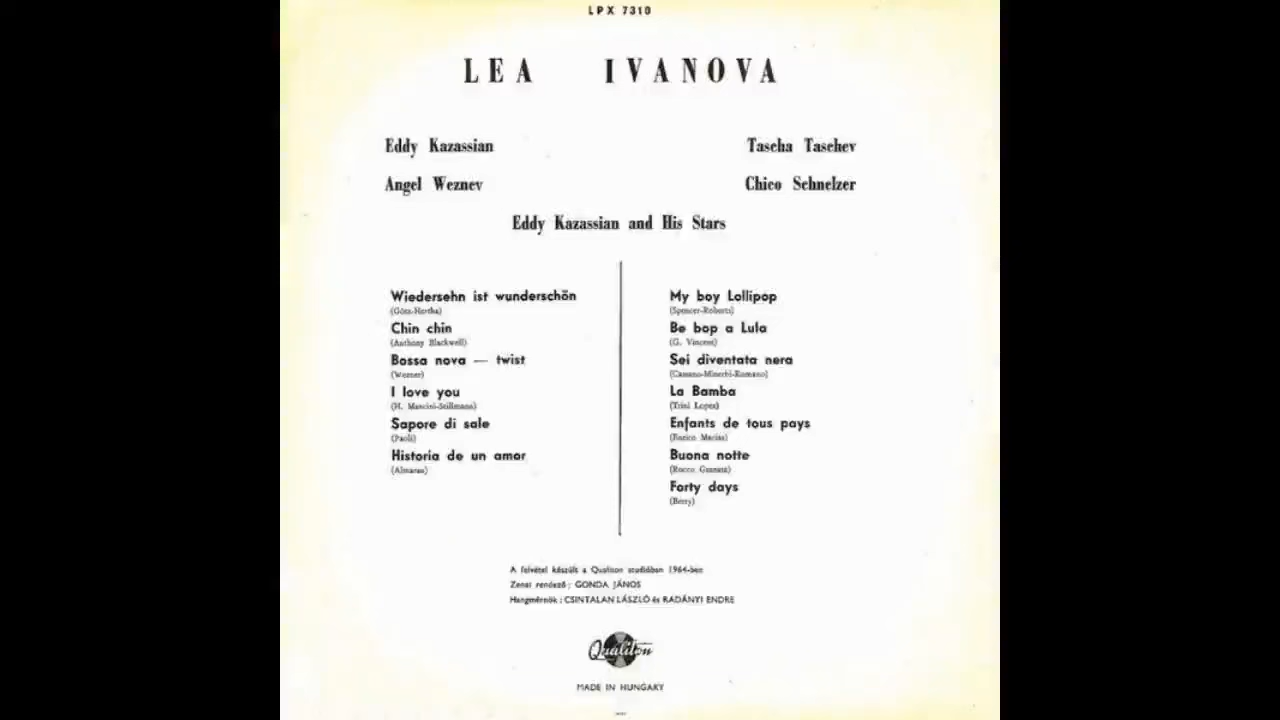 LPX 7310
LEA IVANOVA
Eddy Kazassian
Tascha Taschev
Angel Weznev
Chico Schnelzer
Eddy Kazassian and His Stars
Wiedersehn ist wunderschön
(Götz-Hertha)
Chin chin
(Anthony Blackwell)
Bossa nova — twist
(Wezner)
I love you
(H. Mancini-Stillmann)
Sapore di sale
(Paoli)
Historia de un amor
(Almaran)
My boy Lollipop
(Spencer-Roberts)
Be bop a Lula
(G. Vincent)
Sei diventata nera
(Cassano-Minerbi-Romano)
La Bamba
(Trini Lopez)
Enfants de tous pays
(Enrico Macias)
Buona notte
(Rocco Granata)
Forty days
(Berry)
A felvétel készült a Qualiton studióban 1964-ben
Zenei rendező: GONDA JÁNOS
Hangmérnök: CSINTALAN LÁSZLÓ és RADÁNYI ENDRE
Qualiton
MADE IN HUNGARY